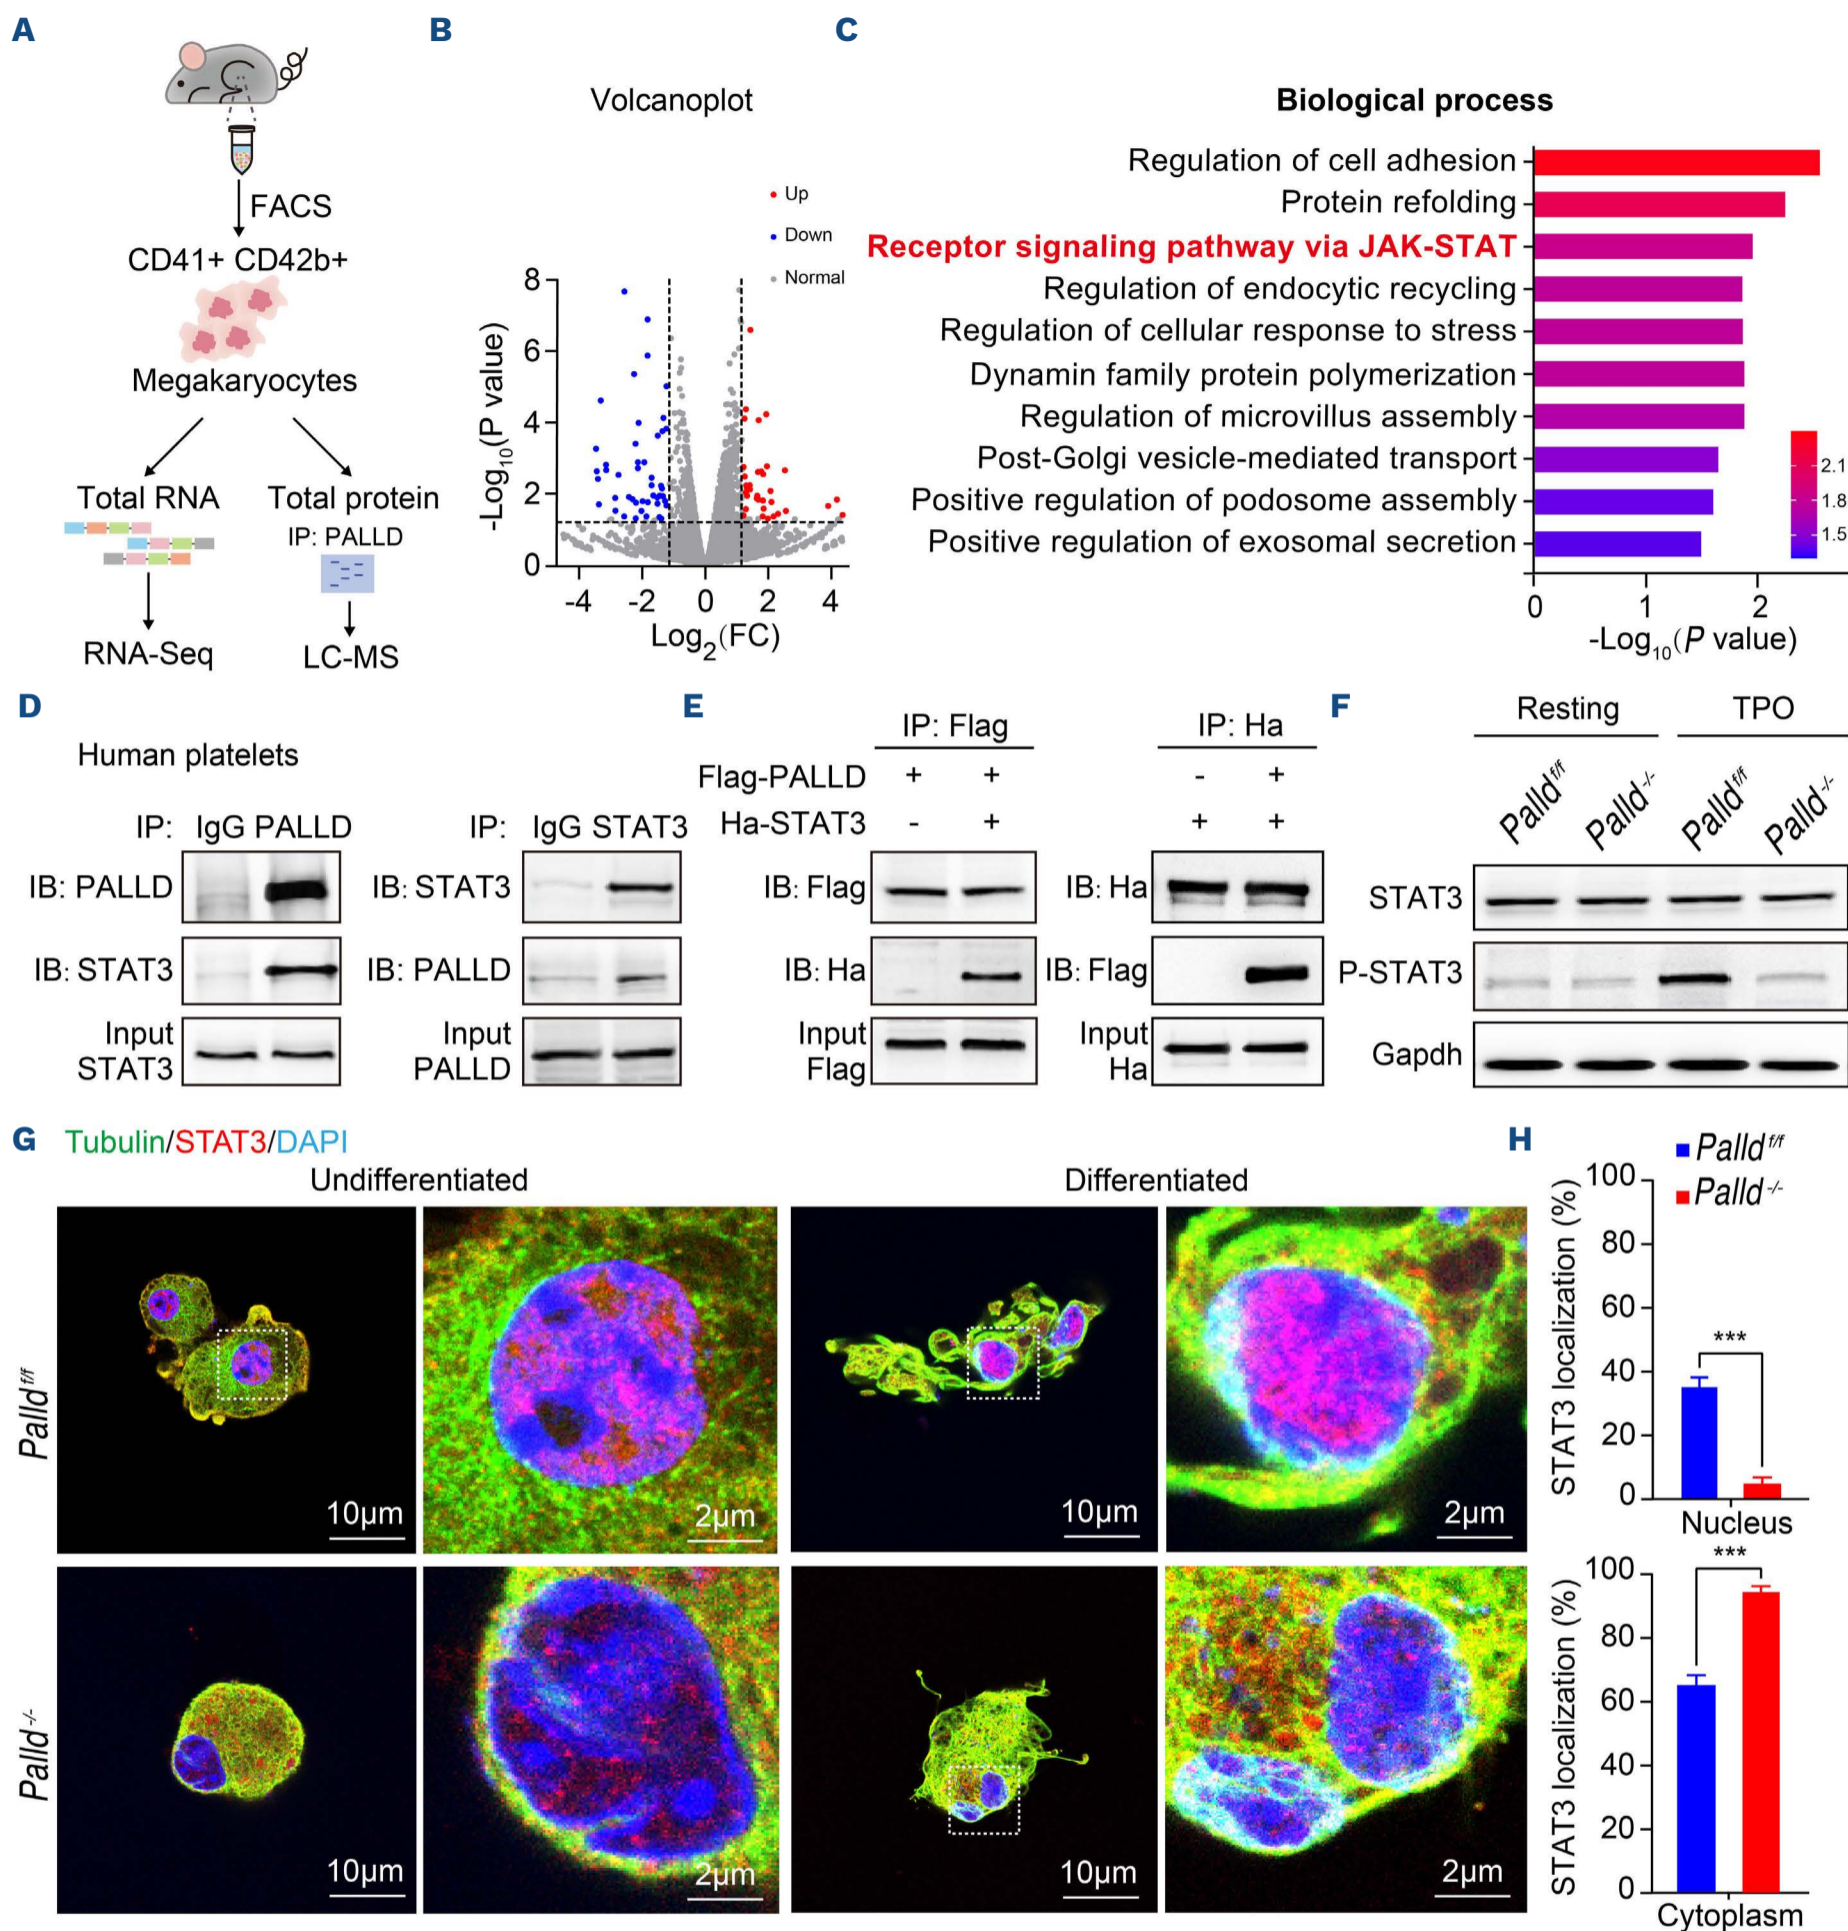 A
FACS
CD41+ CD42b+
Megakaryocytes
Total RNA
Total protein
IP: PALLD
RNA-Seq
LC-MS
B
Volcanoplot
Up
Down
Normal
8
6
4
2
0
-Log10(P value)
-4 -2 0 2 4
Log2(FC)
C
Biological process
Regulation of cell adhesion
Protein refolding
Receptor signaling pathway via JAK-STAT
Regulation of endocytic recycling
Regulation of cellular response to stress
Dynamin family protein polymerization
Regulation of microvillus assembly
Post-Golgi vesicle-mediated transport
Positive regulation of podosome assembly
Positive regulation of exosomal secretion
2.1
1.8
1.5
0 1 2
-Log10(P value)
D
Human platelets
IP: IgG PALLD
IB: PALLD
IB: STAT3
Input
STAT3
IP: IgG STAT3
IB: STAT3
IB: PALLD
Input
PALLD
E
IP: Flag
IP: Ha
Flag-PALLD + + - +
Ha-STAT3 - + + +
IB: Flag
IB: Ha
Input
Flag
IB: Ha
IB: Flag
Input
Ha
F
Resting
TPO
Palld f/f
Palld -/-
Palld f/f
Palld -/-
STAT3
P-STAT3
Gapdh
G
Tubulin/STAT3/DAPI
Undifferentiated
Differentiated
Palld f/f
10μm
2μm
10μm
2μm
Palld -/-
10μm
2μm
10μm
2μm
H
Palld f/f
Palld -/-
STAT3 localization (%)
100
80
60
40
20
0
***
Nucleus
STAT3 localization (%)
100
80
60
40
20
0
***
Cytoplasm